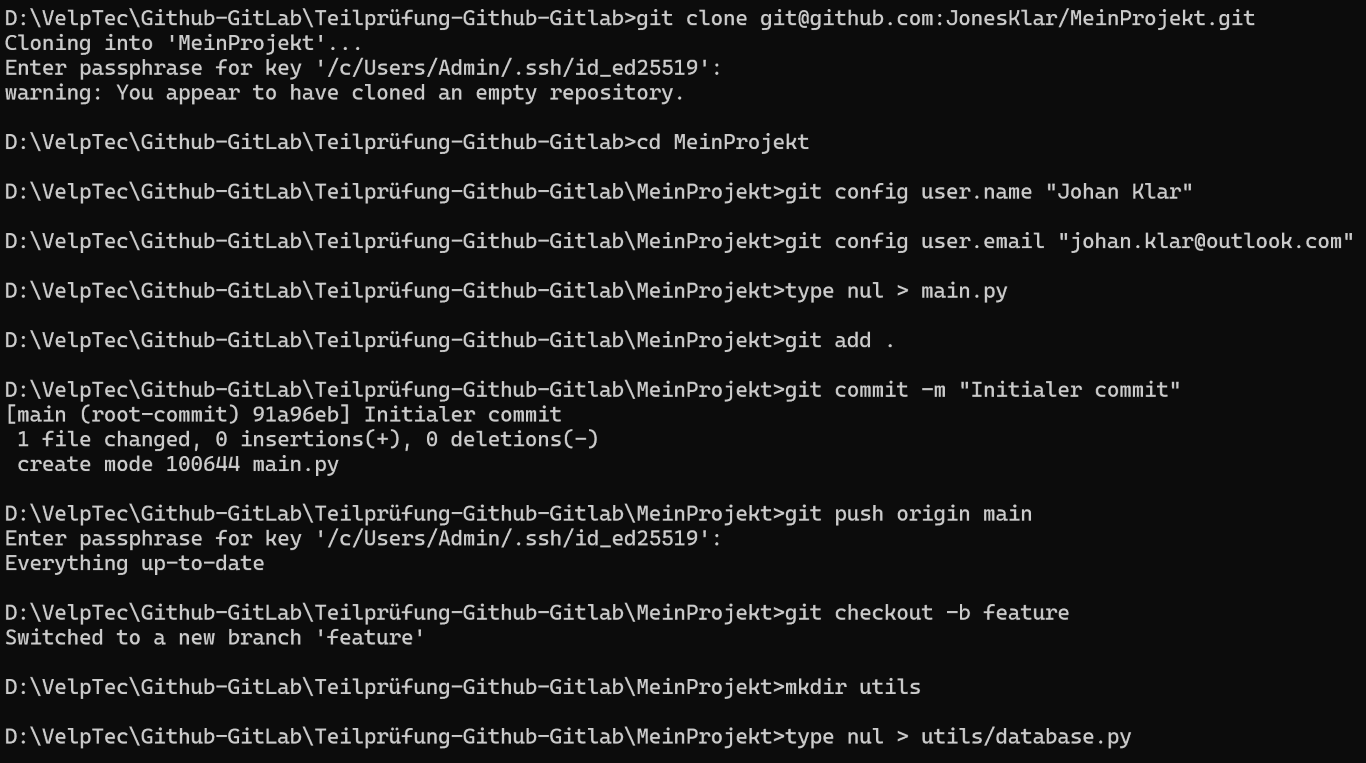 D:\VelpTec\Github-GitLab\Teilprüfung-Github-Gitlab>git clone git@github.com:JonesKlar/MeinProjekt.git
Cloning into 'MeinProjekt'...
Enter passphrase for key '/c/Users/Admin/.ssh/id_ed25519':
warning: You appear to have cloned an empty repository.
D:\VelpTec\Github-GitLab\Teilprüfung-Github-Gitlab>cd MeinProjekt
D:\VelpTec\Github-GitLab\Teilprüfung-Github-Gitlab\MeinProjekt>git config user.name "Johan Klar"
D:\VelpTec\Github-GitLab\Teilprüfung-Github-Gitlab\MeinProjekt>git config user.email "johan.klar@outlook.com"
D:\VelpTec\Github-GitLab\Teilprüfung-Github-Gitlab\MeinProjekt>type nul > main.py
D:\VelpTec\Github-GitLab\Teilprüfung-Github-Gitlab\MeinProjekt>git add .
D:\VelpTec\Github-GitLab\Teilprüfung-Github-Gitlab\MeinProjekt>git commit -m "Initialer commit"
[main (root-commit) 91a96eb] Initialer commit
 1 file changed, 0 insertions(+), 0 deletions(-)
 create mode 100644 main.py
D:\VelpTec\Github-GitLab\Teilprüfung-Github-Gitlab\MeinProjekt>git push origin main
Enter passphrase for key '/c/Users/Admin/.ssh/id_ed25519':
Everything up-to-date
D:\VelpTec\Github-GitLab\Teilprüfung-Github-Gitlab\MeinProjekt>git checkout -b feature
Switched to a new branch 'feature'
D:\VelpTec\Github-GitLab\Teilprüfung-Github-Gitlab\MeinProjekt>mkdir utils
D:\VelpTec\Github-GitLab\Teilprüfung-Github-Gitlab\MeinProjekt>type nul > utils/database.py